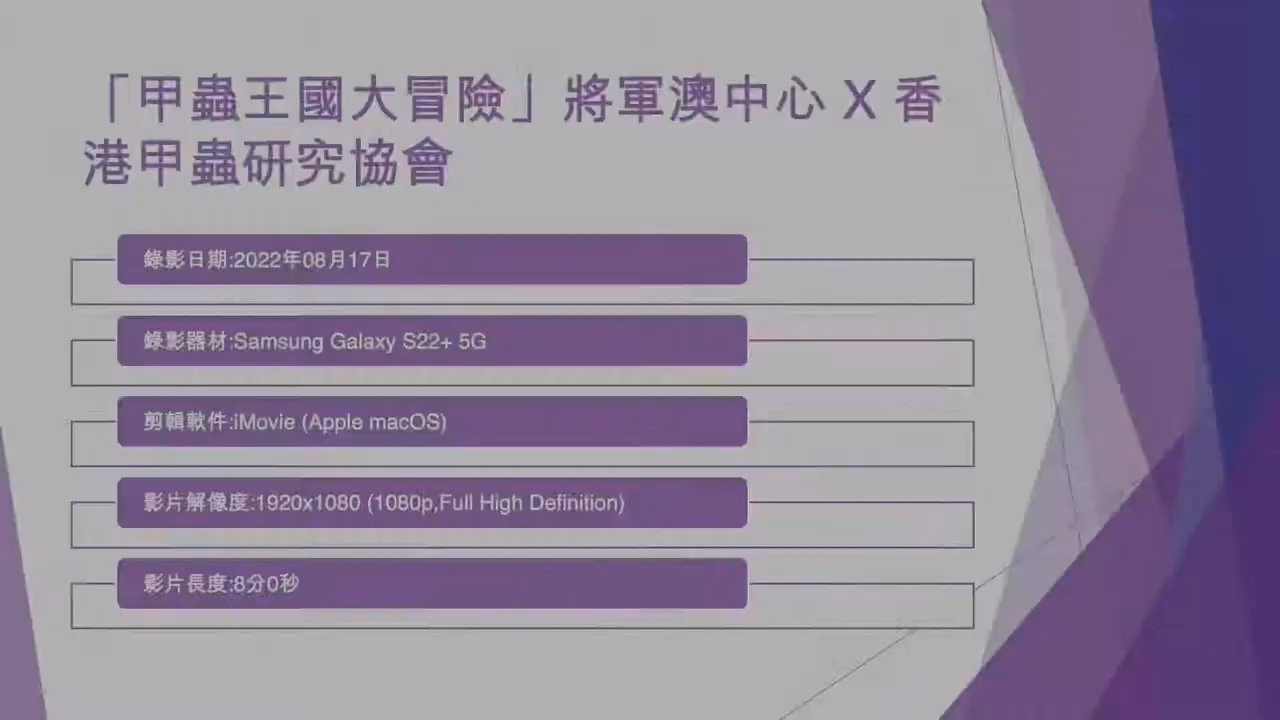 「甲蟲王國大冒險」將軍澳中心 X 香
港甲蟲研究協會
錄影日期:2022年08月17日
錄影器材:Samsung Galaxy S22+ 5G
剪輯軟件:iMovie (Apple macOS)
影片解像度:1920x1080 (1080p,Full High Definition)
影片長度:8分0秒